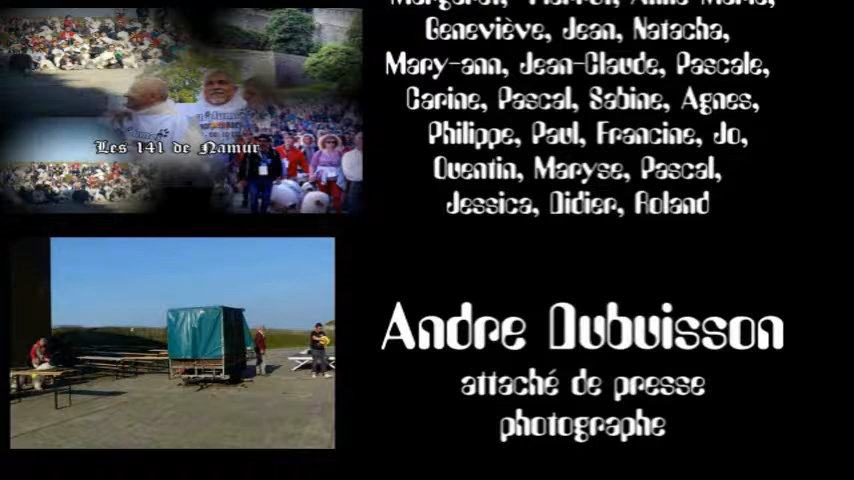 Geneviève, Jean, Natacha,
Mary-ann, Jean-Claude, Pascale,
Carine, Pascal, Sabine, Agnes,
Philippe, Paul, Francine, Jo,
Quentin, Maryse, Pascal,
Jessica, Didier, Roland
Les 141 de Namur
Andre Dubuisson
attaché de presse
photographe